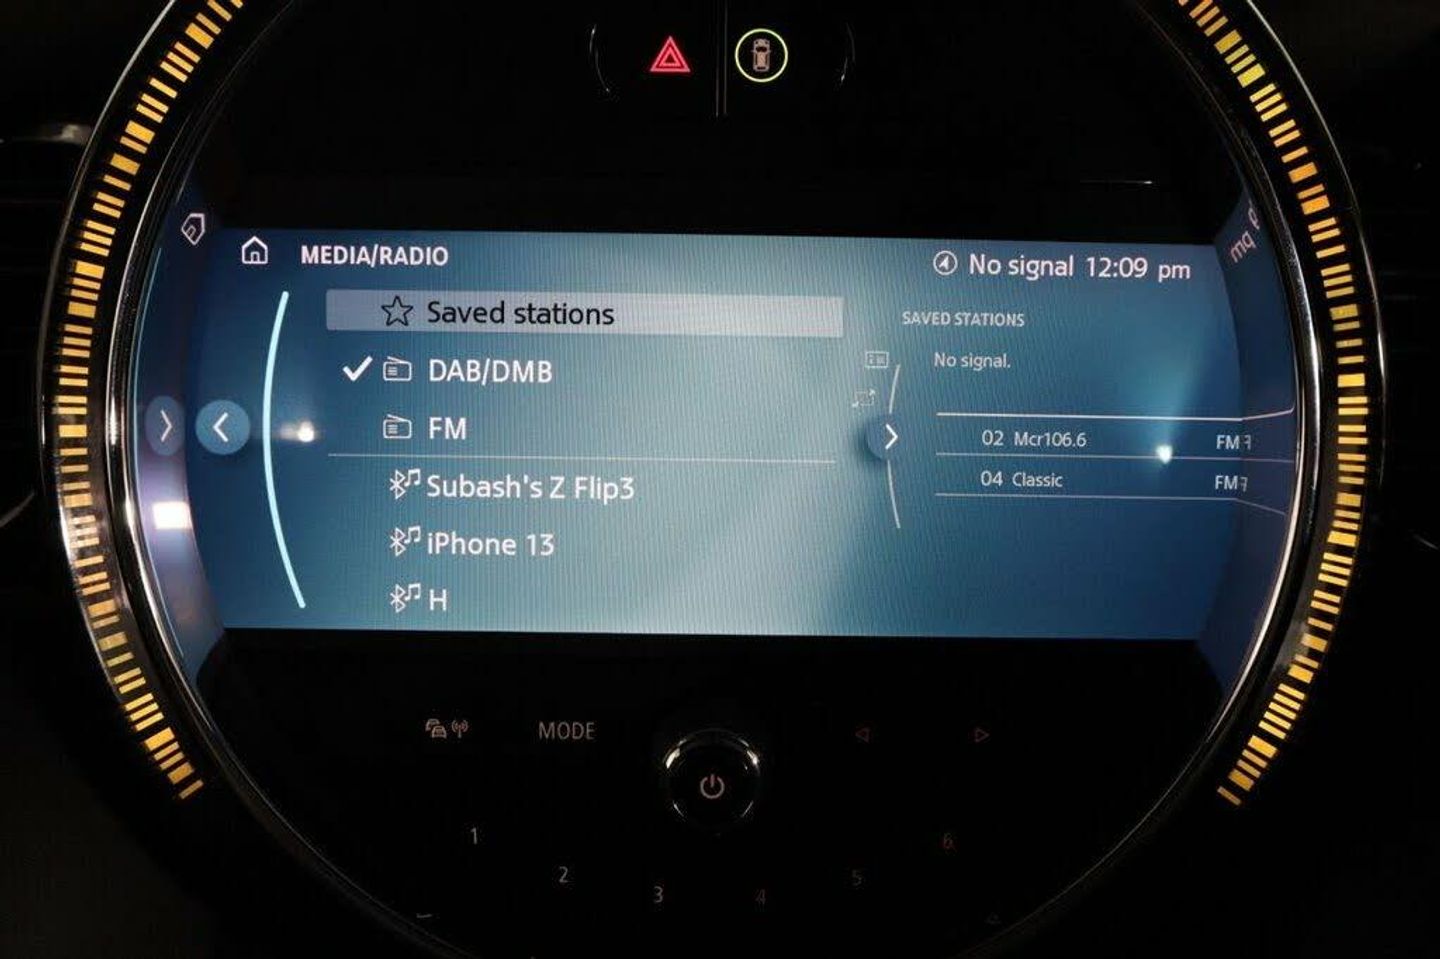 MEDIA/RADIO
No signal 12:09 pm
Saved stations
DAB/DMB
FM
Subash's Z Flip3
iPhone 13
H
SAVED STATIONS
No signal.
02 Mcr106.6 FM
04 Classic FM
MODE
1
2
3
4
5
6